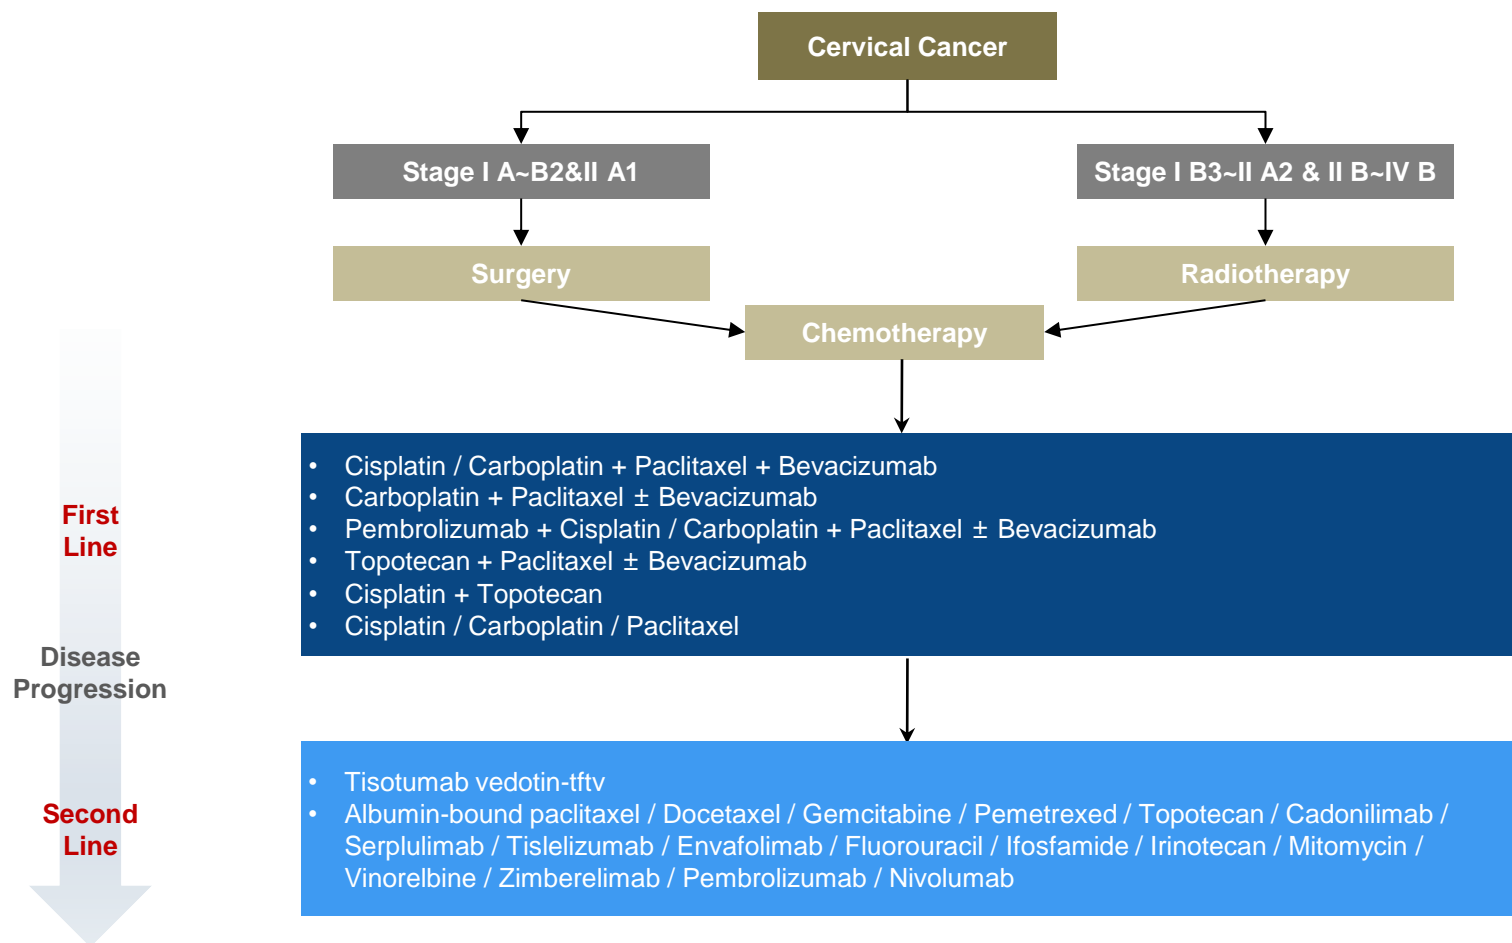 Cervical Cancer
Stage I A~B2&II A1
Stage I B3~II A2 & II B~IV B
Surgery
Radiotherapy
Chemotherapy
First
Line
• Cisplatin / Carboplatin + Paclitaxel + Bevacizumab
• Carboplatin + Paclitaxel ± Bevacizumab
• Pembrolizumab + Cisplatin / Carboplatin + Paclitaxel ± Bevacizumab
• Topotecan + Paclitaxel ± Bevacizumab
• Cisplatin + Topotecan
• Cisplatin / Carboplatin / Paclitaxel
Disease
Progression
Second
Line
• Tisotumab vedotin-tftv
• Albumin-bound paclitaxel / Docetaxel / Gemcitabine / Pemetrexed / Topotecan / Cadonilimab /
Serplulimab / Tislelizumab / Envafolimab / Fluorouracil / Ifosfamide / Irinotecan / Mitomycin /
Vinorelbine / Zimberelimab / Pembrolizumab / Nivolumab